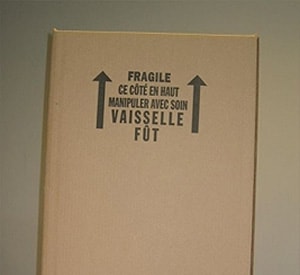 FRAGILE
CE CÔTÉ EN HAUT
MANIPULER AVEC SOIN
VAISSELLE
FÛT